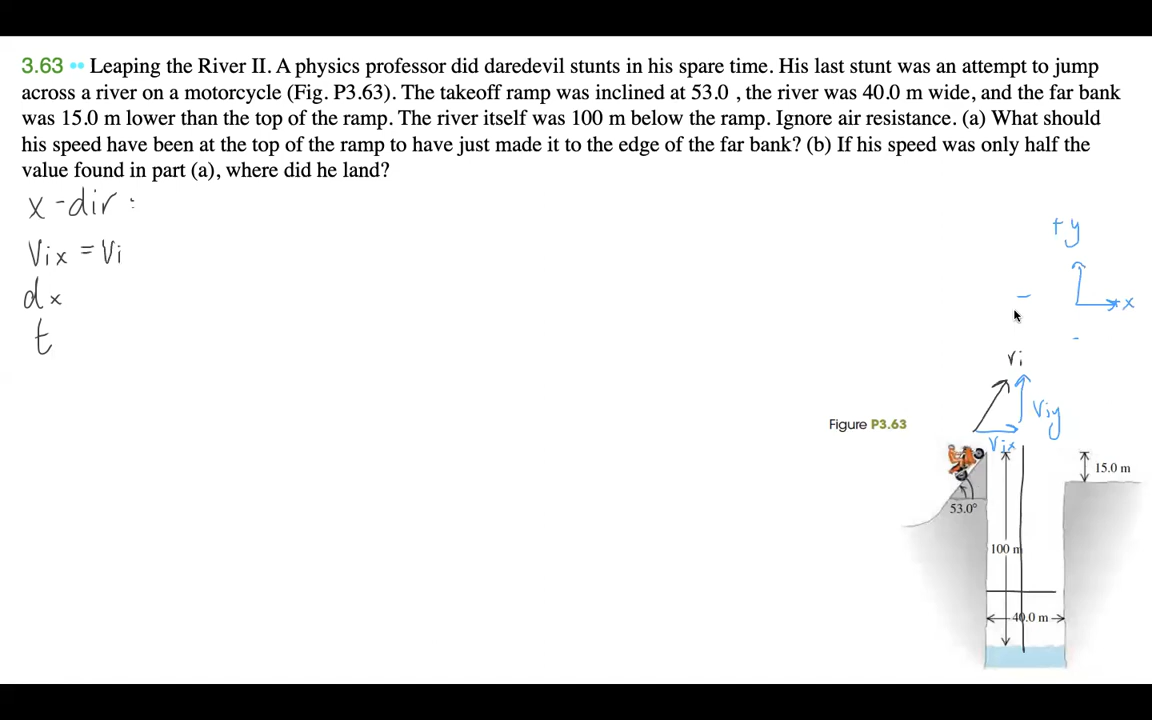 3.63 •• Leaping the River II. A physics professor did daredevil stunts in his spare time. His last stunt was an attempt to jump
across a river on a motorcycle (Fig. P3.63). The takeoff ramp was inclined at 53.0 , the river was 40.0 m wide, and the far bank
was 15.0 m lower than the top of the ramp. The river itself was 100 m below the ramp. Ignore air resistance. (a) What should
his speed have been at the top of the ramp to have just made it to the edge of the far bank? (b) If his speed was only half the
value found in part (a), where did he land?
x-dir :
Vix = Vi
dx
t
+ y
x
-
-
Vi
Viy
Figure P3.63
Vix
15.0 m
53.0°
100 m
40.0 m